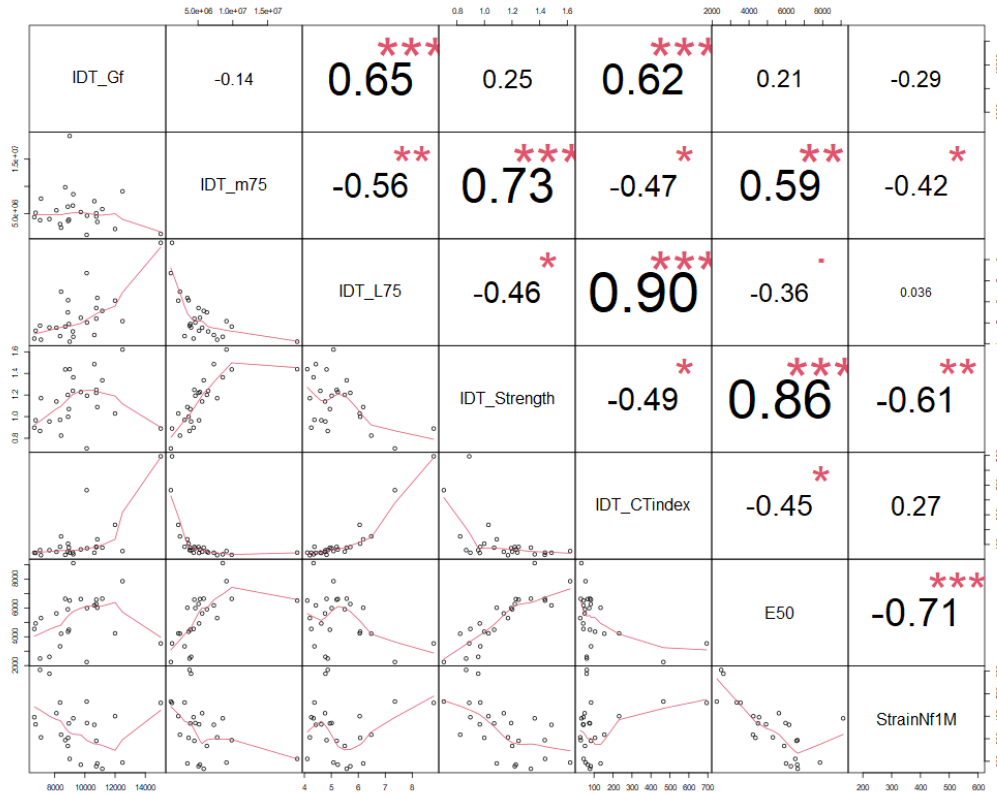 5.0e+06 1.0e+07 0.8 1.0 1.2 1.4 1.6 2000 4000 6000 8000
IDT_Gf -0.14 0.65 *** 0.25 0.62 *** 0.21 -0.29
5.0e+06 1.5e+07 IDT_m75 -0.56 ** 0.73 *** -0.47 * 0.59 ** -0.42 *
IDT_L75 -0.46 * 0.90 *** -0.36 . 0.036
0.8 1.0 1.2 1.4 1.6 IDT_Strength -0.49 * 0.86 *** -0.61 **
IDT_CTindex -0.45 * 0.27
2000 4000 6000 8000 E50 -0.71 ***
StrainNf1M
8000 10000 12000 14000 4 5 6 7 8 100 200 300 400 500 600 700 200 300 400 500 600